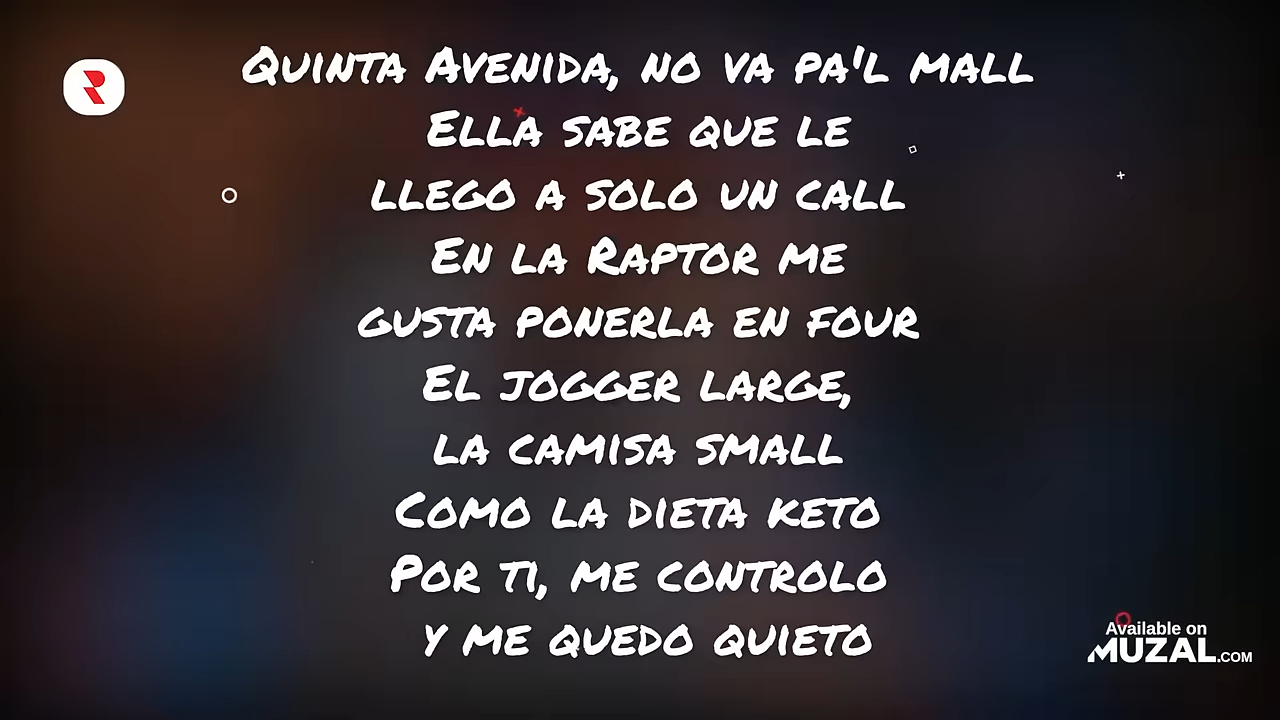 Quinta Avenida, no va pa'l mall
Ella sabe que le
llego a solo un call
En la Raptor me
gusta ponerla en four
El jogger large,
la camisa small
Como la dieta keto
Por ti, me controlo
y me quedo quieto
Available on
MUZAL.COM
R